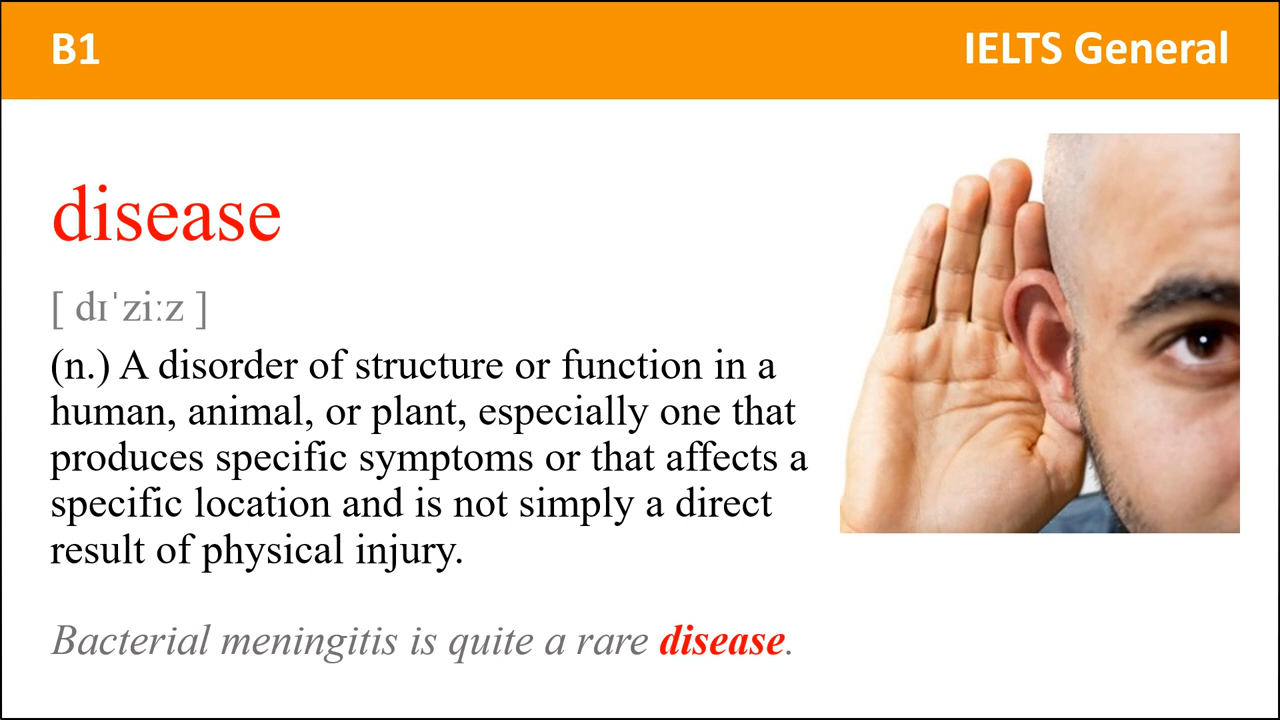 B1
IELTS General
disease
[ dɪˈziːz ]
(n.) A disorder of structure or function in a
human, animal, or plant, especially one that
produces specific symptoms or that affects a
specific location and is not simply a direct
result of physical injury.
Bacterial meningitis is quite a rare disease.